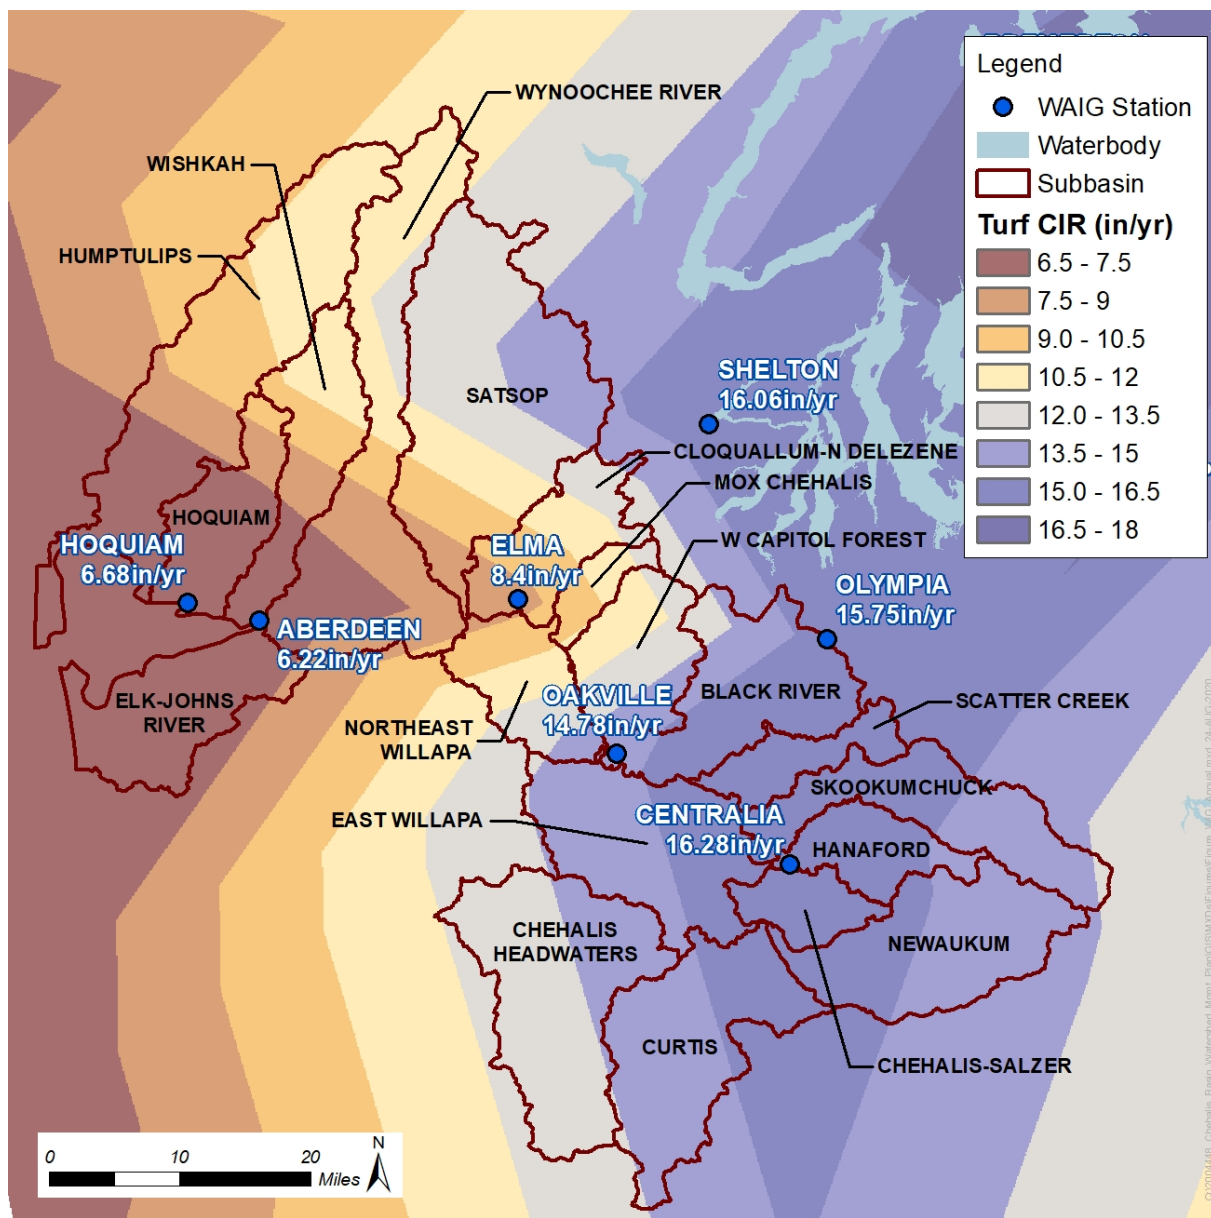 Legend
WAIG Station
Waterbody
Subbasin
Turf CIR (in/yr)
6.5 - 7.5
7.5 - 9
9.0 - 10.5
10.5 - 12
12.0 - 13.5
13.5 - 15
15.0 - 16.5
16.5 - 18
WYNOOCHEE RIVER
WISHKAH
HUMPTULIPS
SHELTON
16.06in/yr
SATSOP
CLOQUALLUM-N DELEZENE
MOX CHEHALIS
HOQUIAM
HOQUIAM
6.68in/yr
ELMA
8.4in/yr
W CAPITOL FOREST
OLYMPIA
15.75in/yr
ABERDEEN
6.22in/yr
ELK-JOHNS
RIVER
OAKVILLE
14.78in/yr
BLACK RIVER
SCATTER CREEK
NORTHEAST
WILLAPA
SKOOKUMCHUCK
EAST WILLAPA
CENTRALIA
16.28in/yr
HANAFORD
CHEHALIS
HEADWATERS
NEWAUKUM
CURTIS
CHEHALIS-SALZER
0 10 20
Miles
N